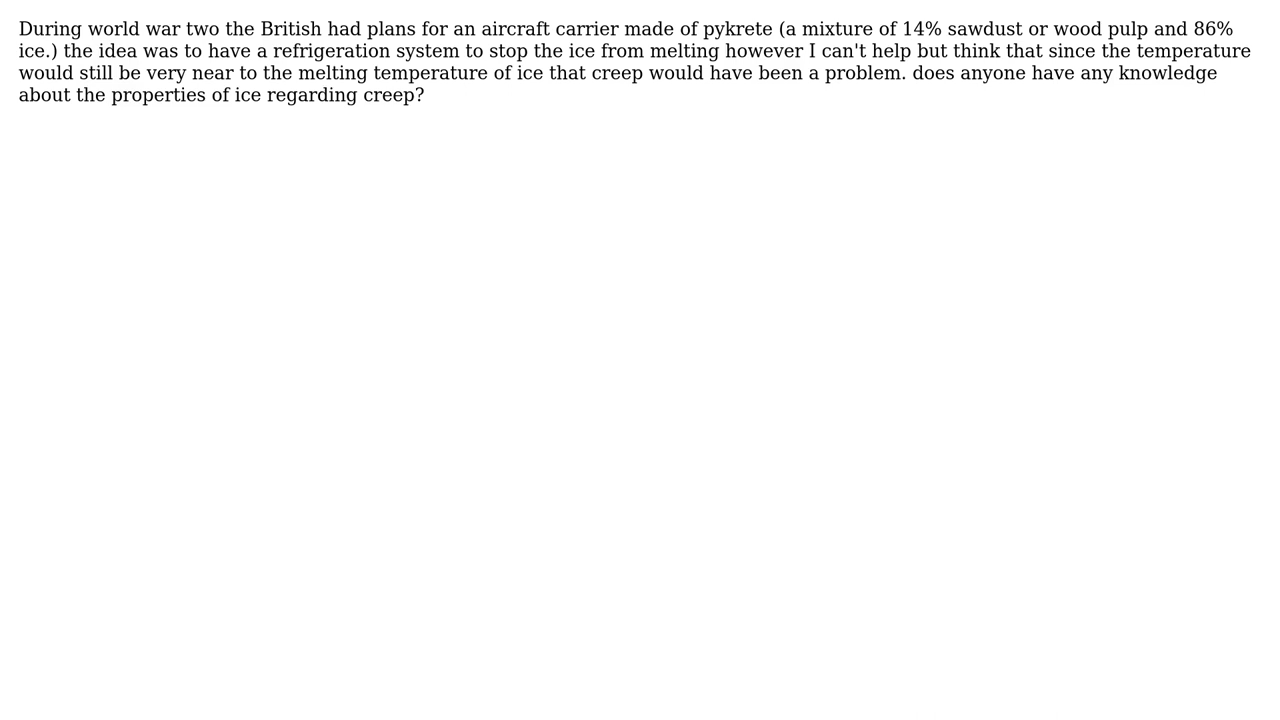 During world war two the British had plans for an aircraft carrier made of pykrete (a mixture of 14% sawdust or wood pulp and 86%
ice.) the idea was to have a refrigeration system to stop the ice from melting however I can't help but think that since the temperature
would still be very near to the melting temperature of ice that creep would have been a problem. does anyone have any knowledge
about the properties of ice regarding creep?